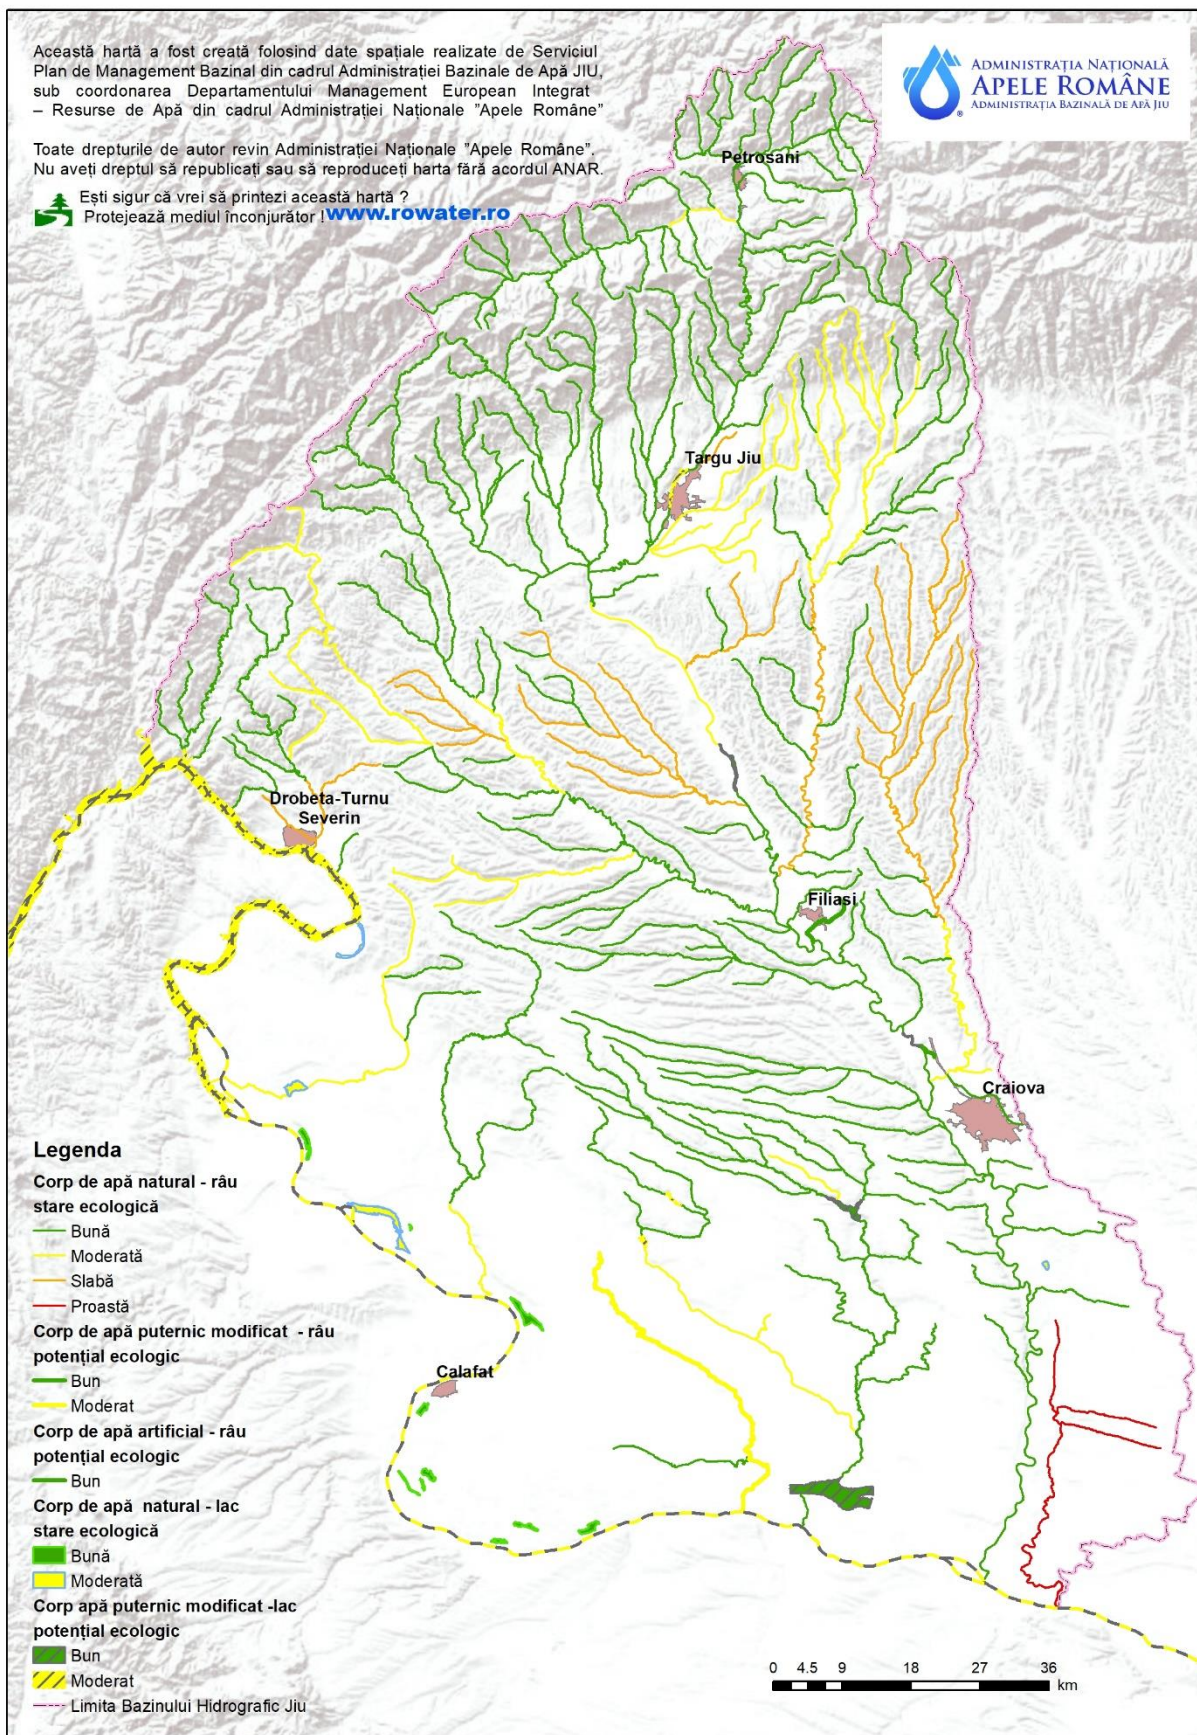 Această hartă a fost creată folosind date spațiale realizate de Serviciul
Plan de Management Bazinal din cadrul Administrației Bazinale de Apă JIU,
sub coordonarea Departamentului Management European Integrat
– Resurse de Apă din cadrul Administrației Naționale "Apele Române"
Toate drepturile de autor revin Administrației Naționale "Apele Române".
Nu aveți dreptul să republicați sau să reproduceți harta fără acordul ANAR.
Ești sigur că vrei să printezi această hartă ?
Protejează mediul înconjurător ! www.rowater.ro
ADMINISTRAȚIA NAȚIONALĂ
APELE ROMÂNE
ADMINISTRAȚIA BAZINALĂ DE APĂ JIU
®
Petrosani
Targu Jiu
Drobeta-Turnu
Severin
Filiasi
Craiova
Calafat
Legenda
Corp de apă natural - râu
stare ecologică
Bună
Moderată
Slabă
Proastă
Corp de apă puternic modificat - râu
potențial ecologic
Bun
Moderat
Corp de apă artificial - râu
potențial ecologic
Bun
Corp de apă natural - lac
stare ecologică
Bună
Moderată
Corp apă puternic modificat -lac
potențial ecologic
Bun
Moderat
Limita Bazinului Hidrografic Jiu
0 4.5 9 18 27 36
km